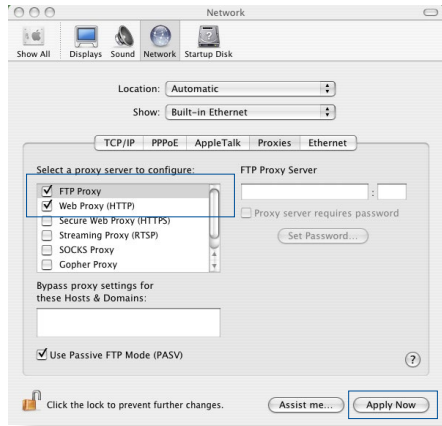 Network
Show All Displays Sound Network Startup Disk
Location: Automatic
Show: Built-in Ethernet
TCP/IP PPPoE AppleTalk Proxies Ethernet
Select a proxy server to configure: FTP Proxy Server
FTP Proxy :
Web Proxy (HTTP) Proxy server requires password
Secure Web Proxy (HTTPS)
Streaming Proxy (RTSP) Set Password...
SOCKS Proxy
Gopher Proxy
Bypass proxy settings for
these Hosts & Domains:
Use Passive FTP Mode (PASV) ?
Click the lock to prevent further changes. Assist me... Apply Now